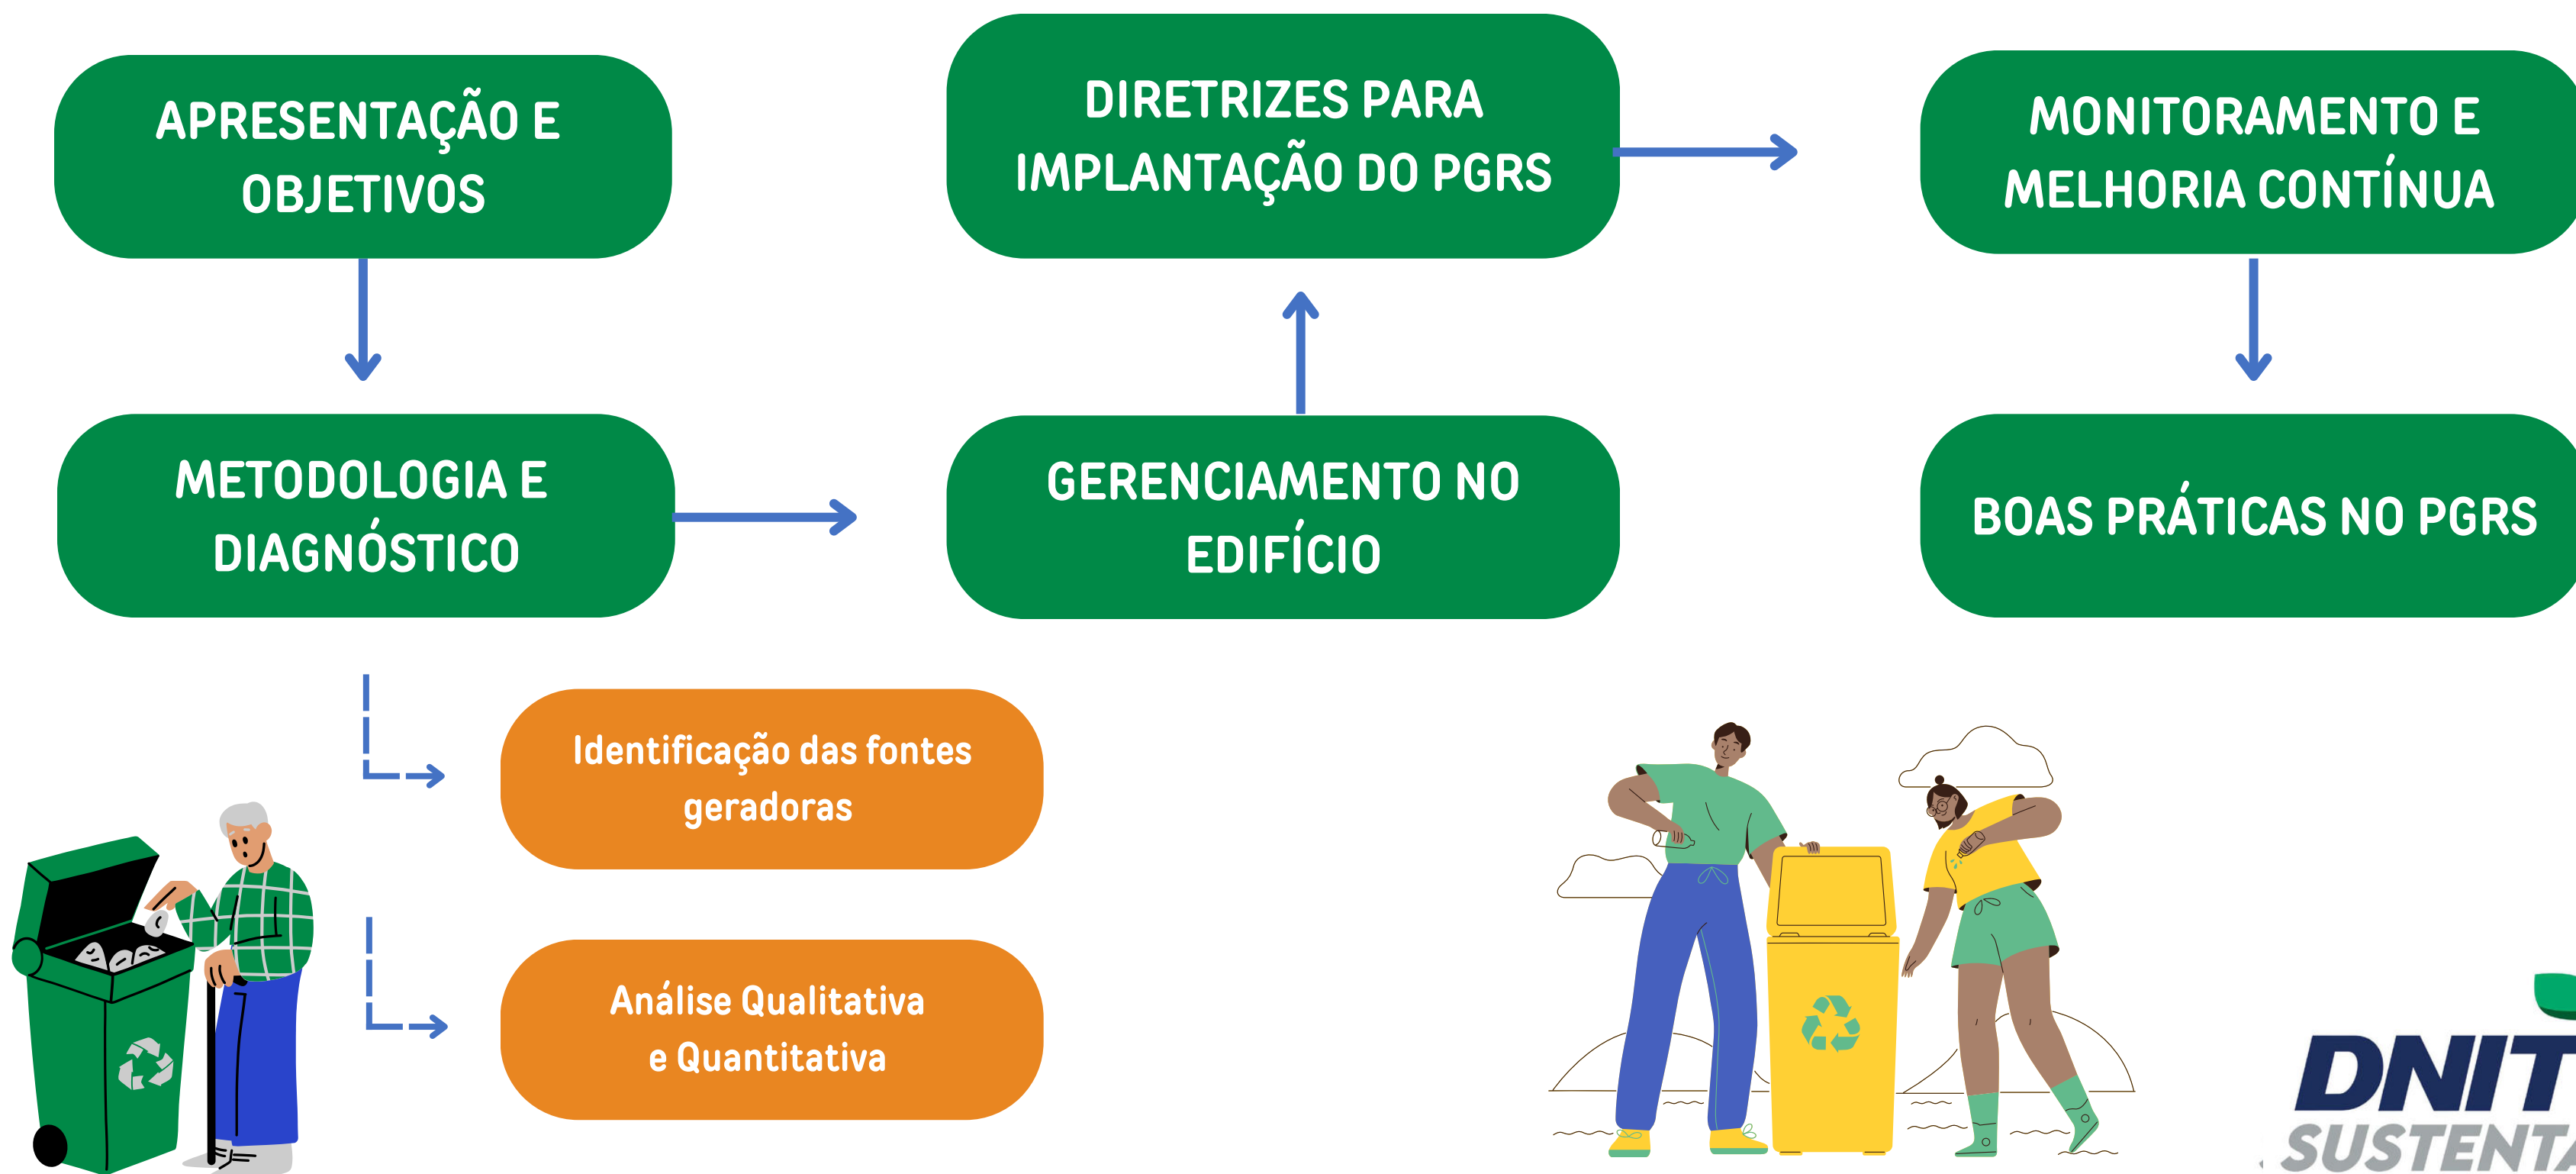 APRESENTAÇÃO E
OBJETIVOS
METODOLOGIA E
DIAGNÓSTICO
Identificação das fontes
geradoras
Análise Qualitativa
e Quantitativa
GERENCIAMENTO NO
EDIFÍCIO
DIRETRIZES PARA
IMPLANTAÇÃO DO PGRS
MONITORAMENTO E
MELHORIA CONTÍNUA
BOAS PRÁTICAS NO PGRS
DNIT